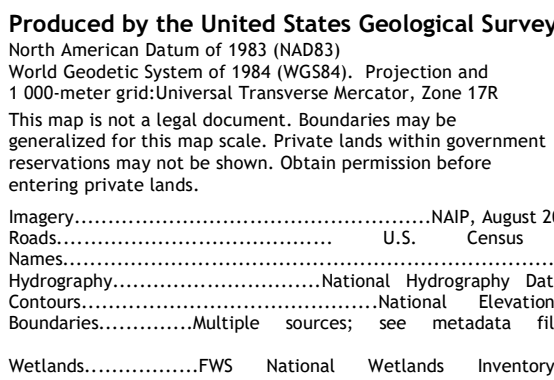 Produced by the United States Geological Survey
North American Datum of 1983 (NAD83)
World Geodetic System of 1984 (WGS84).  Projection and
1 000-meter grid:Universal Transverse Mercator, Zone 17R
This map is not a legal document. Boundaries may be
generalized for this map scale. Private lands within government
reservations may not be shown. Obtain permission before
entering private lands.
Imagery.....................................................NAIP, August
Roads......................................... U.S. Census
Names.........................................................................
Hydrography...............................National Hydrography
Contours............................................National Elevation
Boundaries..............Multiple sources; see metadata
Wetlands.................FWS National Wetlands Inventory